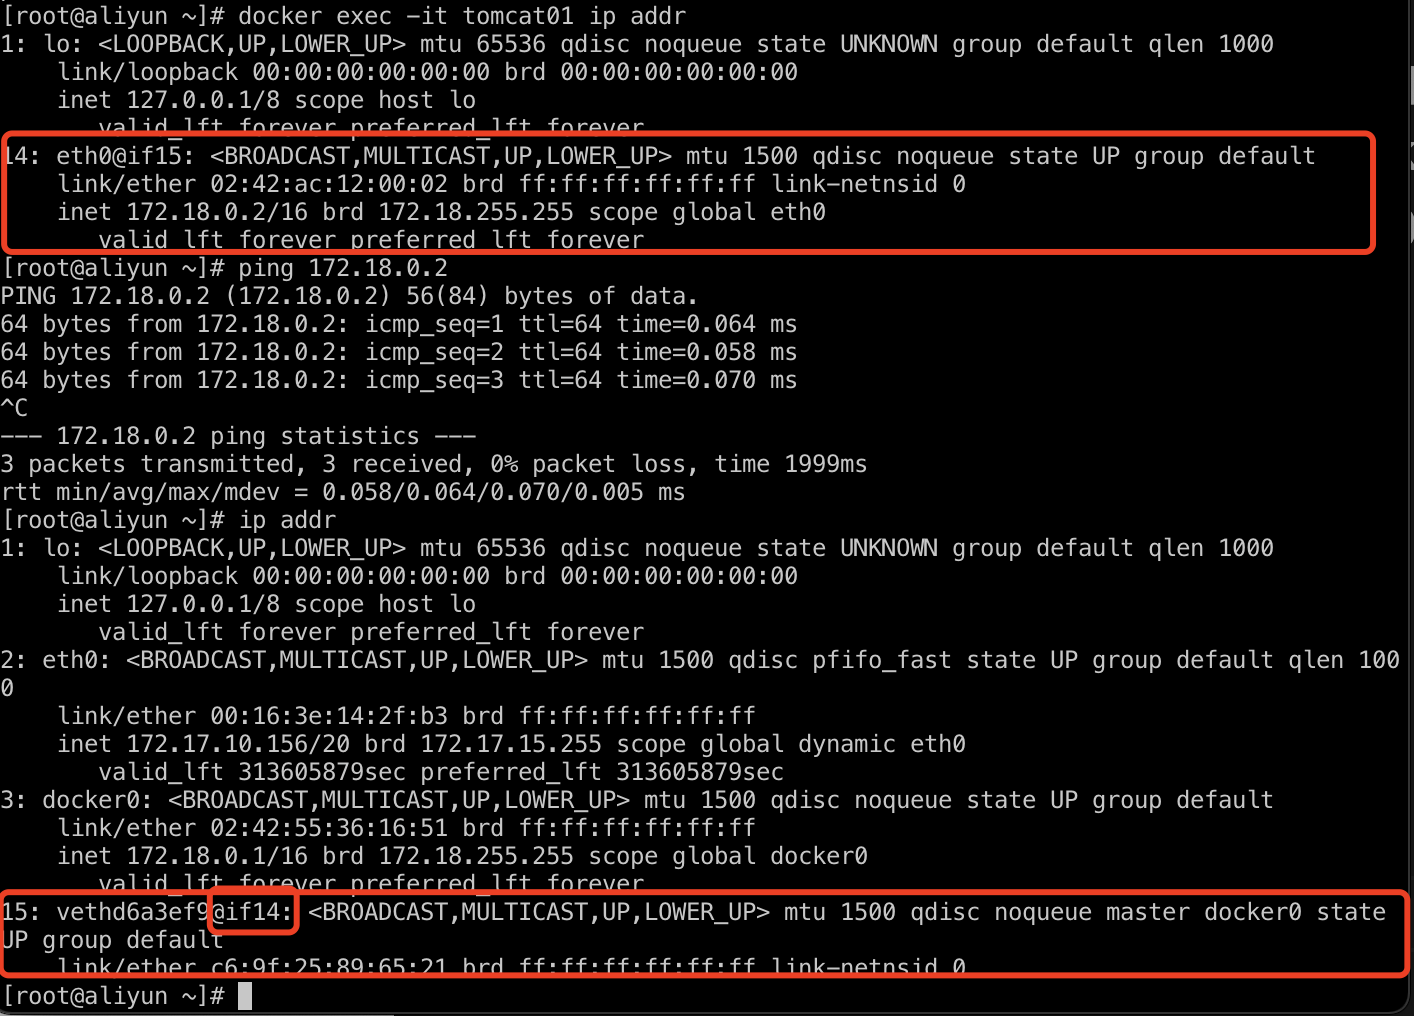 [root@aliyun ~]# docker exec -it tomcat01 ip addr
1: lo: <LOOPBACK,UP,LOWER_UP> mtu 65536 qdisc noqueue state UNKNOWN group default qlen 1000
    link/loopback 00:00:00:00:00:00 brd 00:00:00:00:00:00
    inet 127.0.0.1/8 scope host lo
       valid_lft forever preferred_lft forever
14: eth0@if15: <BROADCAST,MULTICAST,UP,LOWER_UP> mtu 1500 qdisc noqueue state UP group default
    link/ether 02:42:ac:12:00:02 brd ff:ff:ff:ff:ff:ff link-netnsid 0
    inet 172.18.0.2/16 brd 172.18.255.255 scope global eth0
       valid_lft forever preferred_lft forever
[root@aliyun ~]# ping 172.18.0.2
PING 172.18.0.2 (172.18.0.2) 56(84) bytes of data.
64 bytes from 172.18.0.2: icmp_seq=1 ttl=64 time=0.064 ms
64 bytes from 172.18.0.2: icmp_seq=2 ttl=64 time=0.058 ms
64 bytes from 172.18.0.2: icmp_seq=3 ttl=64 time=0.070 ms
^C
--- 172.18.0.2 ping statistics ---
3 packets transmitted, 3 received, 0% packet loss, time 1999ms
rtt min/avg/max/mdev = 0.058/0.064/0.070/0.005 ms
[root@aliyun ~]# ip addr
1: lo: <LOOPBACK,UP,LOWER_UP> mtu 65536 qdisc noqueue state UNKNOWN group default qlen 1000
    link/loopback 00:00:00:00:00:00 brd 00:00:00:00:00:00
    inet 127.0.0.1/8 scope host lo
       valid_lft forever preferred_lft forever
2: eth0: <BROADCAST,MULTICAST,UP,LOWER_UP> mtu 1500 qdisc pfifo_fast state UP group default qlen 100
0
    link/ether 00:16:3e:14:2f:b3 brd ff:ff:ff:ff:ff:ff
    inet 172.17.10.156/20 brd 172.17.15.255 scope global dynamic eth0
       valid_lft 313605879sec preferred_lft 313605879sec
3: docker0: <BROADCAST,MULTICAST,UP,LOWER_UP> mtu 1500 qdisc noqueue state UP group default
    link/ether 02:42:55:36:16:51 brd ff:ff:ff:ff:ff:ff
    inet 172.18.0.1/16 brd 172.18.255.255 scope global docker0
       valid_lft forever preferred_lft forever
15: vethd6a3ef9@if14: <BROADCAST,MULTICAST,UP,LOWER_UP> mtu 1500 qdisc noqueue master docker0 state
UP group default
    link/ether c6:9f:25:89:65:21 brd ff:ff:ff:ff:ff:ff link-netnsid 0
[root@aliyun ~]#